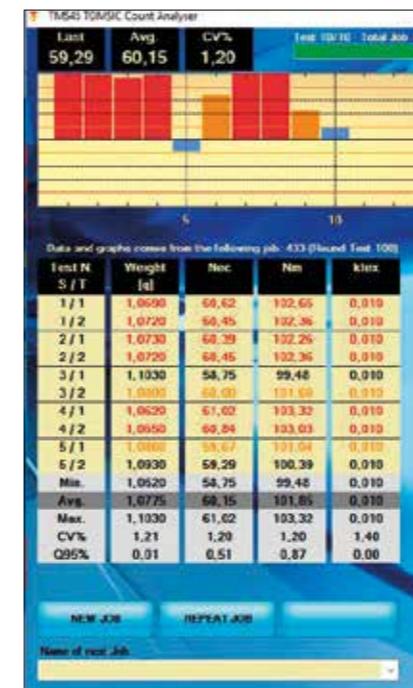 TMS45 TOMSIC Count Analyser
Last Avg. CV% Test 10/10 Total Job
59,29 60,15 1,20
5 10
Data and graphs comes from the following job: 433 (Round Test 100)
Test N. Weight Nec Nm ktex
S / T [g]
1 / 1 1,0690 60,62 102,65 0,010
1 / 2 1,0720 60,45 102,36 0,010
2 / 1 1,0730 60,39 102,26 0,010
2 / 2 1,0720 60,45 102,36 0,010
3 / 1 1,1030 58,75 99,48 0,010
3 / 2 1,0800 60,00 101,60 0,010
4 / 1 1,0620 61,02 103,32 0,010
4 / 2 1,0650 60,84 103,03 0,010
5 / 1 1,0860 59,67 101,04 0,010
5 / 2 1,0930 59,29 100,39 0,010
Min. 1,0620 58,75 99,48 0,010
Avg. 1,0775 60,15 101,85 0,010
Max. 1,1030 61,02 103,32 0,010
CV% 1,21 1,20 1,20 1,40
Q95% 0,01 0,51 0,87 0.00
NEW JOB REPEAT JOB
Name of next Job